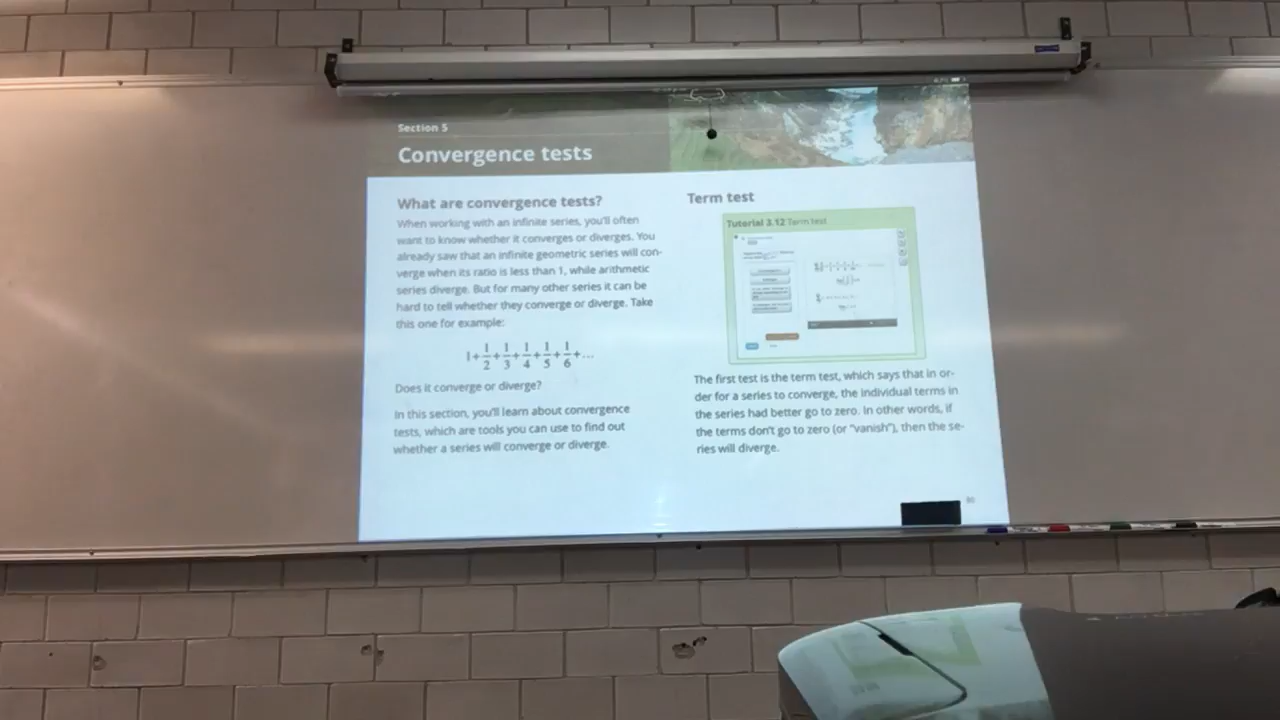 Section 5
Convergence tests
What are convergence tests?
When working with an infinite series, you'll often
want to know whether it converges or diverges. You
already saw that an infinite geometric series will con-
verge when its ratio is less than 1, while arithmetic
series diverge. But for many other series it can be
hard to tell whether they converge or diverge. Take
this one for example:
1+1/2+1/3+1/4+1/5+1/6+...
Does it converge or diverge?
In this section, you'll learn about convergence
tests, which are tools you can use to find out
whether a series will converge or diverge.
Term test
Tutorial 3.12 Term test
The first test is the term test, which says that in or-
der for a series to converge, the individual terms in
the series had better go to zero. In other words, if
the terms don't go to zero (or "vanish"), then the se-
ries will diverge.